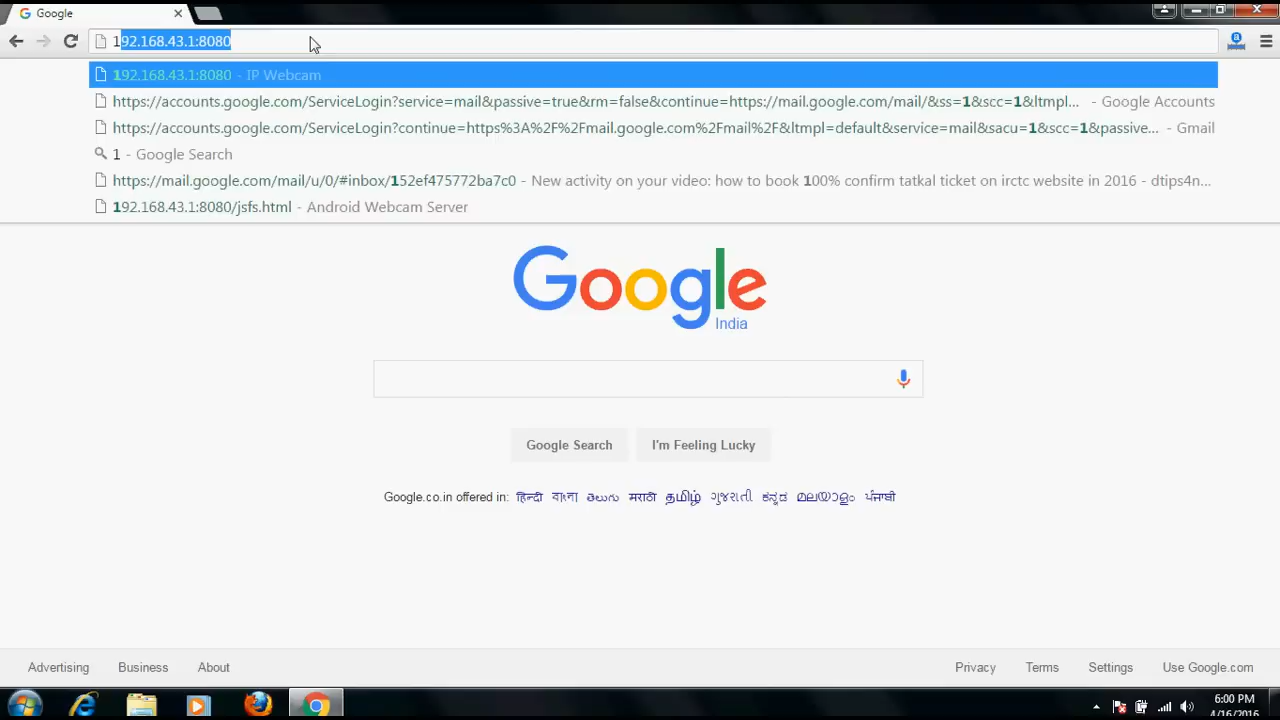 Google
192.168.43.1:8080
192.168.43.1:8080 - IP Webcam
https://accounts.google.com/ServiceLogin?service=mail&passive=true&rm=false&continue=https://mail.google.com/mail/&ss=1&scc=1&ltmpl... - Google Accounts
https://accounts.google.com/ServiceLogin?continue=https%3A%2F%2Fmail.google.com%2Fmail%2F&ltmpl=default&service=mail&sacu=1&scc=1&passive... - Gmail
1 - Google Search
https://mail.google.com/mail/u/0/#inbox/152ef475772ba7c0 - New activity on your video: how to book 100% confirm tatkal ticket on irctc website in 2016 - dtips4n...
192.168.43.1:8080/jsfs.html - Android Webcam Server
Google
India
Google Search I'm Feeling Lucky
Google.co.in offered in: हिन्दी বাংলা తెలుగు मराठी தமிழ் ગુજરાતી ಕನ್ನಡ മലയാളം ਪੰਜਾਬੀ
Advertising Business About Privacy Terms Settings Use Google.com
6:00 PM
4/16/2016